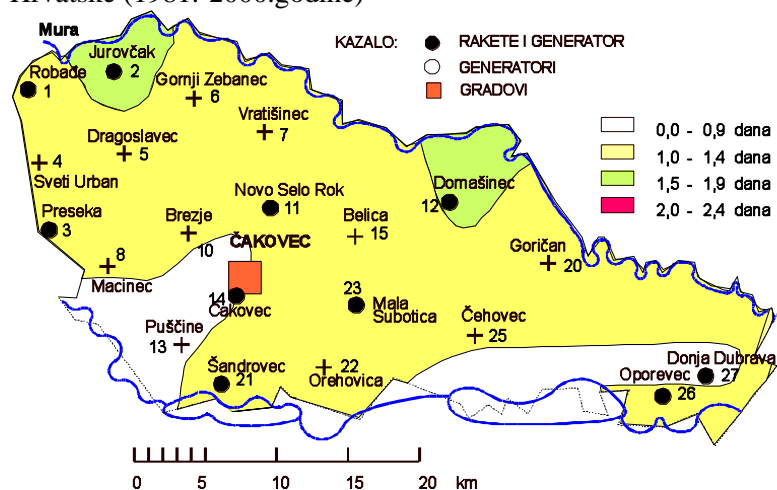 Hrvatske (1981.-2006.godine)
Mura
KAZALO:
RAKETE I GENERATOR
GENERATORI
GRADOVI
0,0 - 0,9 dana
1,0 - 1,4 dana
1,5 - 1,9 dana
2,0 - 2,4 dana
Robađe
1
Jurovčak
2
Gornji Zebanec
6
Vratišinec
7
Dragoslavec
5
4
Sveti Urban
Preseka
3
Novo Selo Rok
11
Domašinec
12
Brezje
10
Belica
15
ČAKOVEC
Goričan
20
8
Macinec
14
Čakovec
23
Mala
Subotica
Čehovec
25
Puščine
13
Šandrovec
21
22
Orehovica
Donja Dubrava
27
Oporevec
26
0 5 10 15 20 km